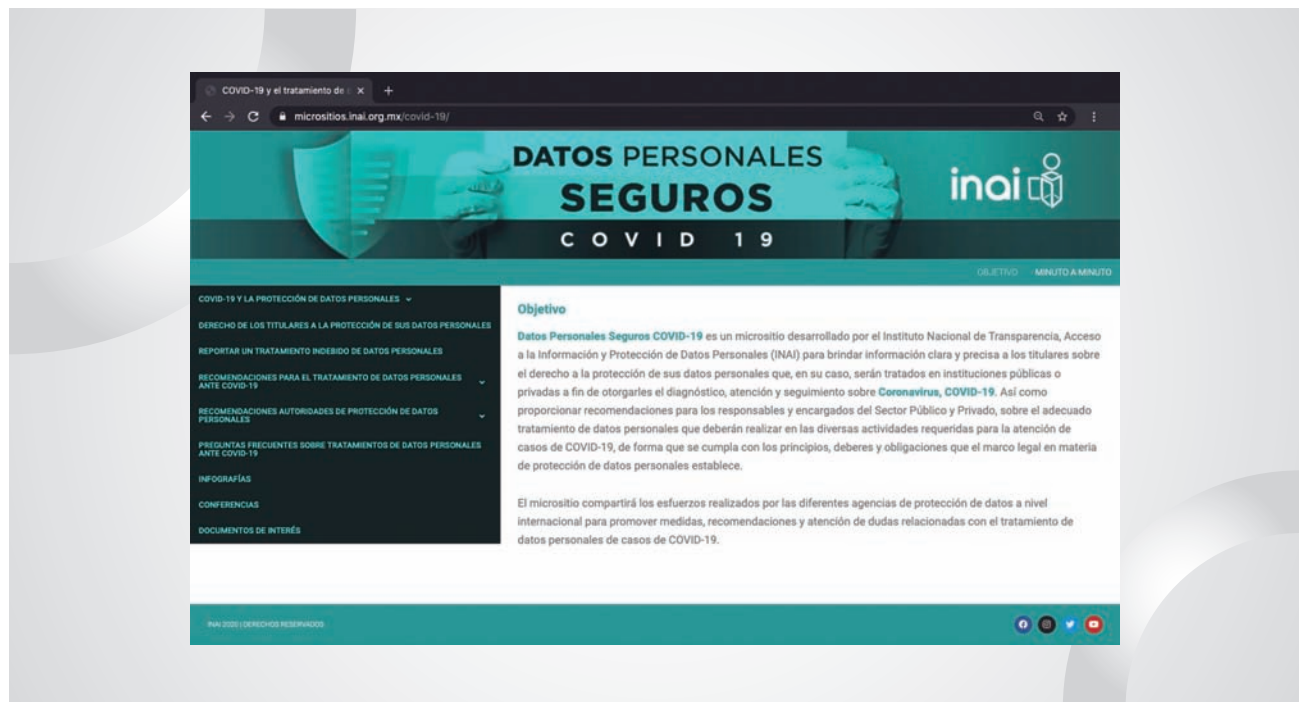 COVID-19 y el tratamiento de
micrositios.inai.org.mx/covid-19/
DATOS PERSONALES
SEGUROS
COVID 19
inai
OBJETIVO MINUTO A MINUTO
COVID-19 Y LA PROTECCIÓN DE DATOS PERSONALES
DERECHO DE LOS TITULARES A LA PROTECCIÓN DE SUS DATOS PERSONALES
REPORTAR UN TRATAMIENTO INDEBIDO DE DATOS PERSONALES
RECOMENDACIONES PARA EL TRATAMIENTO DE DATOS PERSONALES
ANTE COVID-19
RECOMENDACIONES AUTORIDADES DE PROTECCIÓN DE DATOS
PERSONALES
PREGUNTAS FRECUENTES SOBRE TRATAMIENTOS DE DATOS PERSONALES
ANTE COVID-19
INFOGRAFÍAS
CONFERENCIAS
DOCUMENTOS DE INTERÉS
Objetivo
Datos Personales Seguros COVID-19 es un micrositio desarrollado por el Instituto Nacional de Transparencia, Acceso
a la Información y Protección de Datos Personales (INAI) para brindar información clara y precisa a los titulares sobre
el derecho a la protección de sus datos personales que, en su caso, serán tratados en instituciones públicas o
privadas a fin de otorgarles el diagnóstico, atención y seguimiento sobre Coronavirus, COVID-19. Así como
proporcionar recomendaciones para los responsables y encargados del Sector Público y Privado, sobre el adecuado
tratamiento de datos personales que deberán realizar en las diversas actividades requeridas para la atención de
casos de COVID-19, de forma que se cumpla con los principios, deberes y obligaciones que el marco legal en materia
de protección de datos personales establece.
El micrositio compartirá los esfuerzos realizados por las diferentes agencias de protección de datos a nivel
internacional para promover medidas, recomendaciones y atención de dudas relacionadas con el tratamiento de
datos personales de casos de COVID-19.
INAI 2020 | DERECHOS RESERVADOS